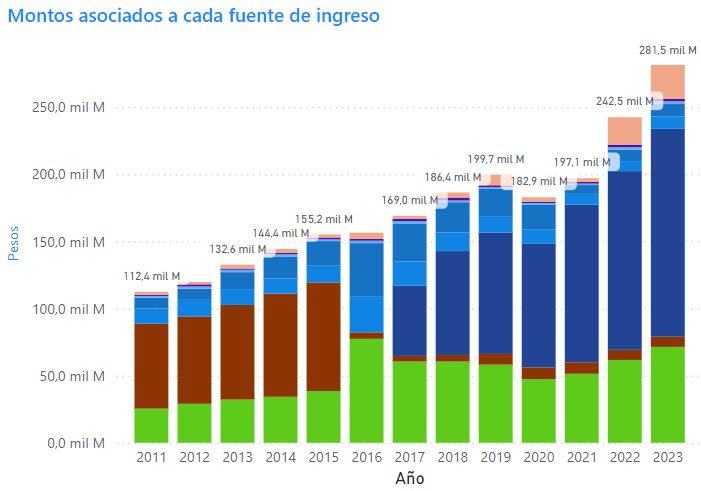 Montos asociados a cada fuente de ingreso
281,5 mil M
250,0 mil M
242,5 mil M
200,0 mil M
199,7 mil M
197,1 mil M
186,4 mil M
182,9 mil M
169,0 mil M
155,2 mil M
150,0 mil M
144,4 mil M
132,6 mil M
112,4 mil M
100,0 mil M
50,0 mil M
0,0 mil M
Pesos
2011 2012 2013 2014 2015 2016 2017 2018 2019 2020 2021 2022 2023
Año